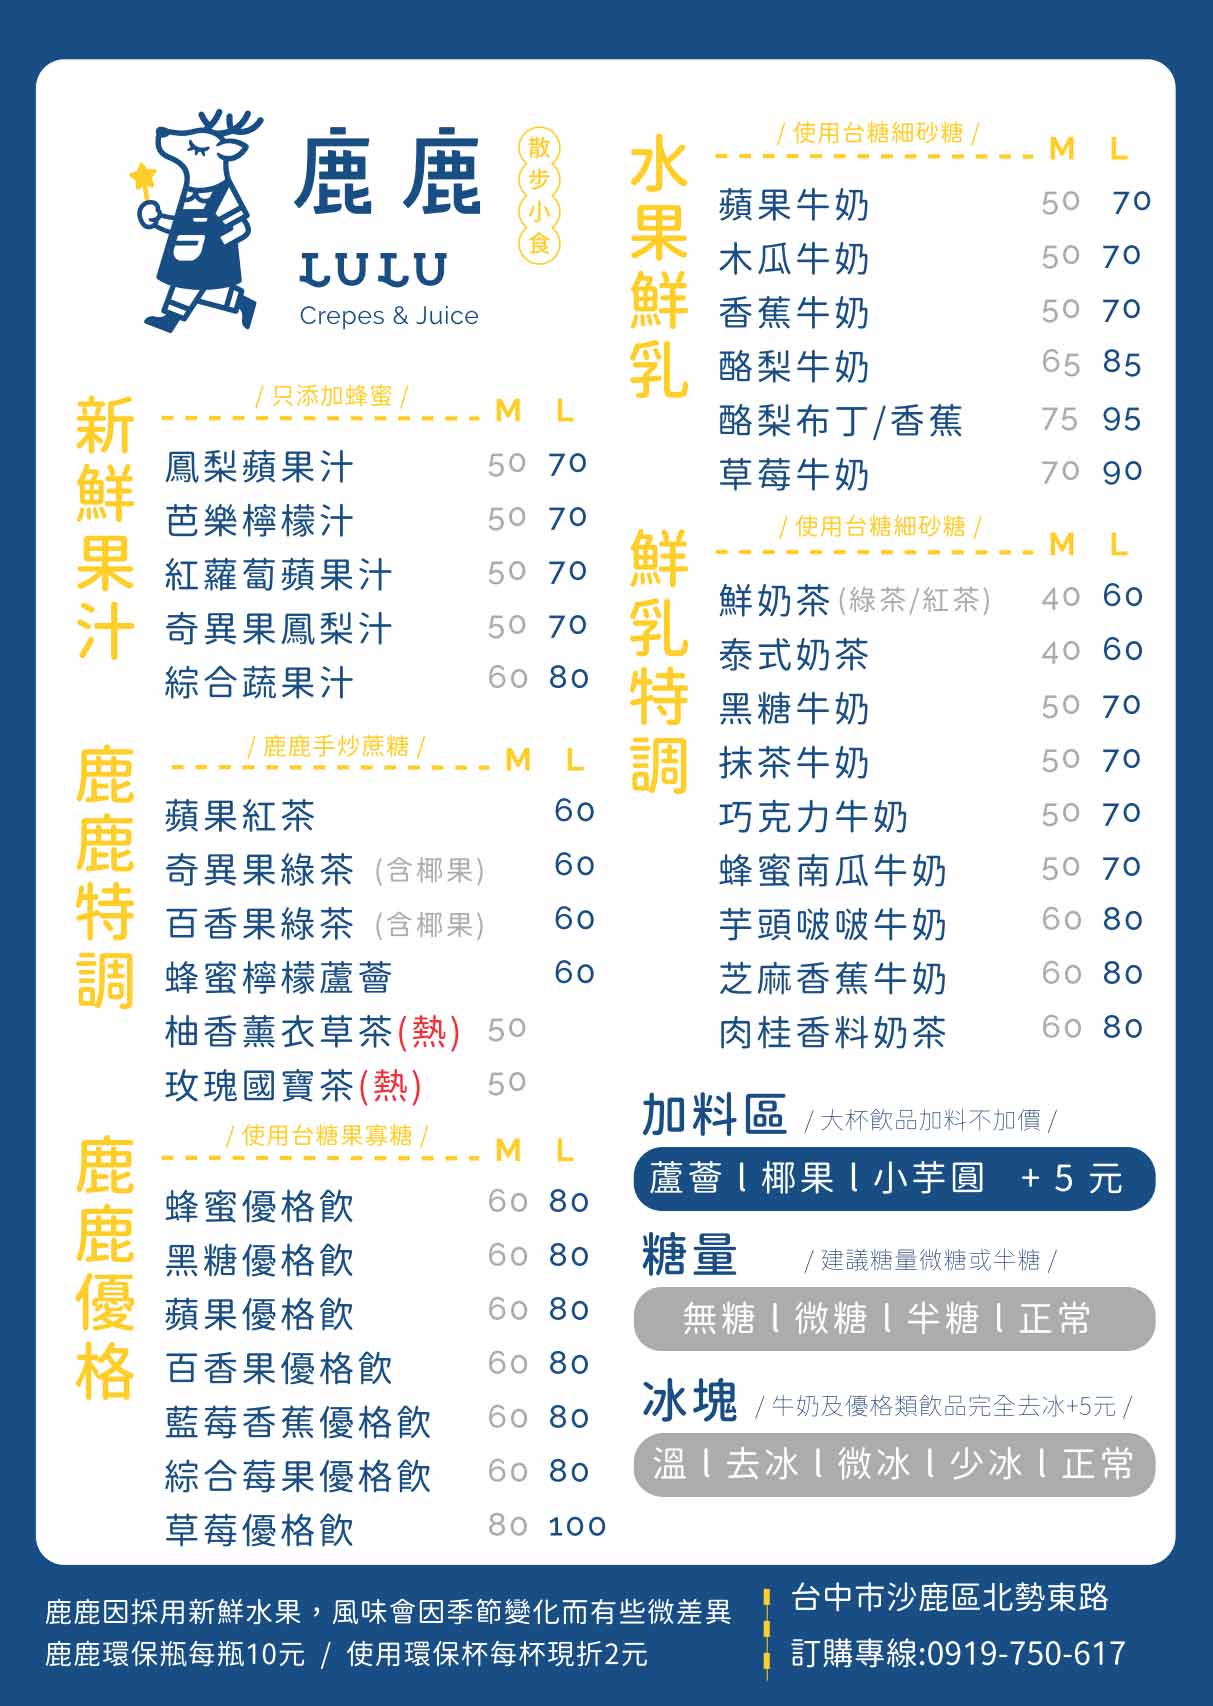 鹿鹿
散步小食
LULU
Crepes & Juice
新鮮果汁
/ 只添加蜂蜜 / M L
鳳梨蘋果汁 50 70
芭樂檸檬汁 50 70
紅蘿蔔蘋果汁 50 70
奇異果鳳梨汁 50 70
綜合蔬果汁 60 80
鹿鹿特調
/ 鹿鹿手炒蔗糖 / M L
蘋果紅茶 60
奇異果綠茶 (含椰果) 60
百香果綠茶 (含椰果) 60
蜂蜜檸檬蘆薈 60
柚香薰衣草茶(熱) 50
玫瑰國寶茶(熱) 50
鹿鹿優格
/ 使用台糖果寡糖 / M L
蜂蜜優格飲 60 80
黑糖優格飲 60 80
蘋果優格飲 60 80
百香果優格飲 60 80
藍莓香蕉優格飲 60 80
綜合莓果優格飲 60 80
草莓優格飲 80 100
水果鮮乳
/ 使用台糖細砂糖 / M L
蘋果牛奶 50 70
木瓜牛奶 50 70
香蕉牛奶 50 70
酪梨牛奶 65 85
酪梨布丁/香蕉 75 95
草莓牛奶 70 90
鮮乳特調
/ 使用台糖細砂糖 / M L
鮮奶茶 (綠茶/紅茶) 40 60
泰式奶茶 40 60
黑糖牛奶 50 70
抹茶牛奶 50 70
巧克力牛奶 50 70
蜂蜜南瓜牛奶 50 70
芋頭啵啵牛奶 60 80
芝麻香蕉牛奶 60 80
肉桂香料奶茶 60 80
加料區 / 大杯飲品加料不加價 /
蘆薈 l 椰果 l 小芋圓 + 5 元
糖量 / 建議糖量微糖或半糖 /
無糖 l 微糖 l 半糖 l 正常
冰塊 / 牛奶及優格類飲品完全去冰+5元 /
溫 l 去冰 l 微冰 l 少冰 l 正常
鹿鹿因採用新鮮水果，風味會因季節變化而有些微差異
鹿鹿環保瓶每瓶10元 / 使用環保杯每杯現折2元
台中市沙鹿區北勢東路
訂購專線:0919-750-617